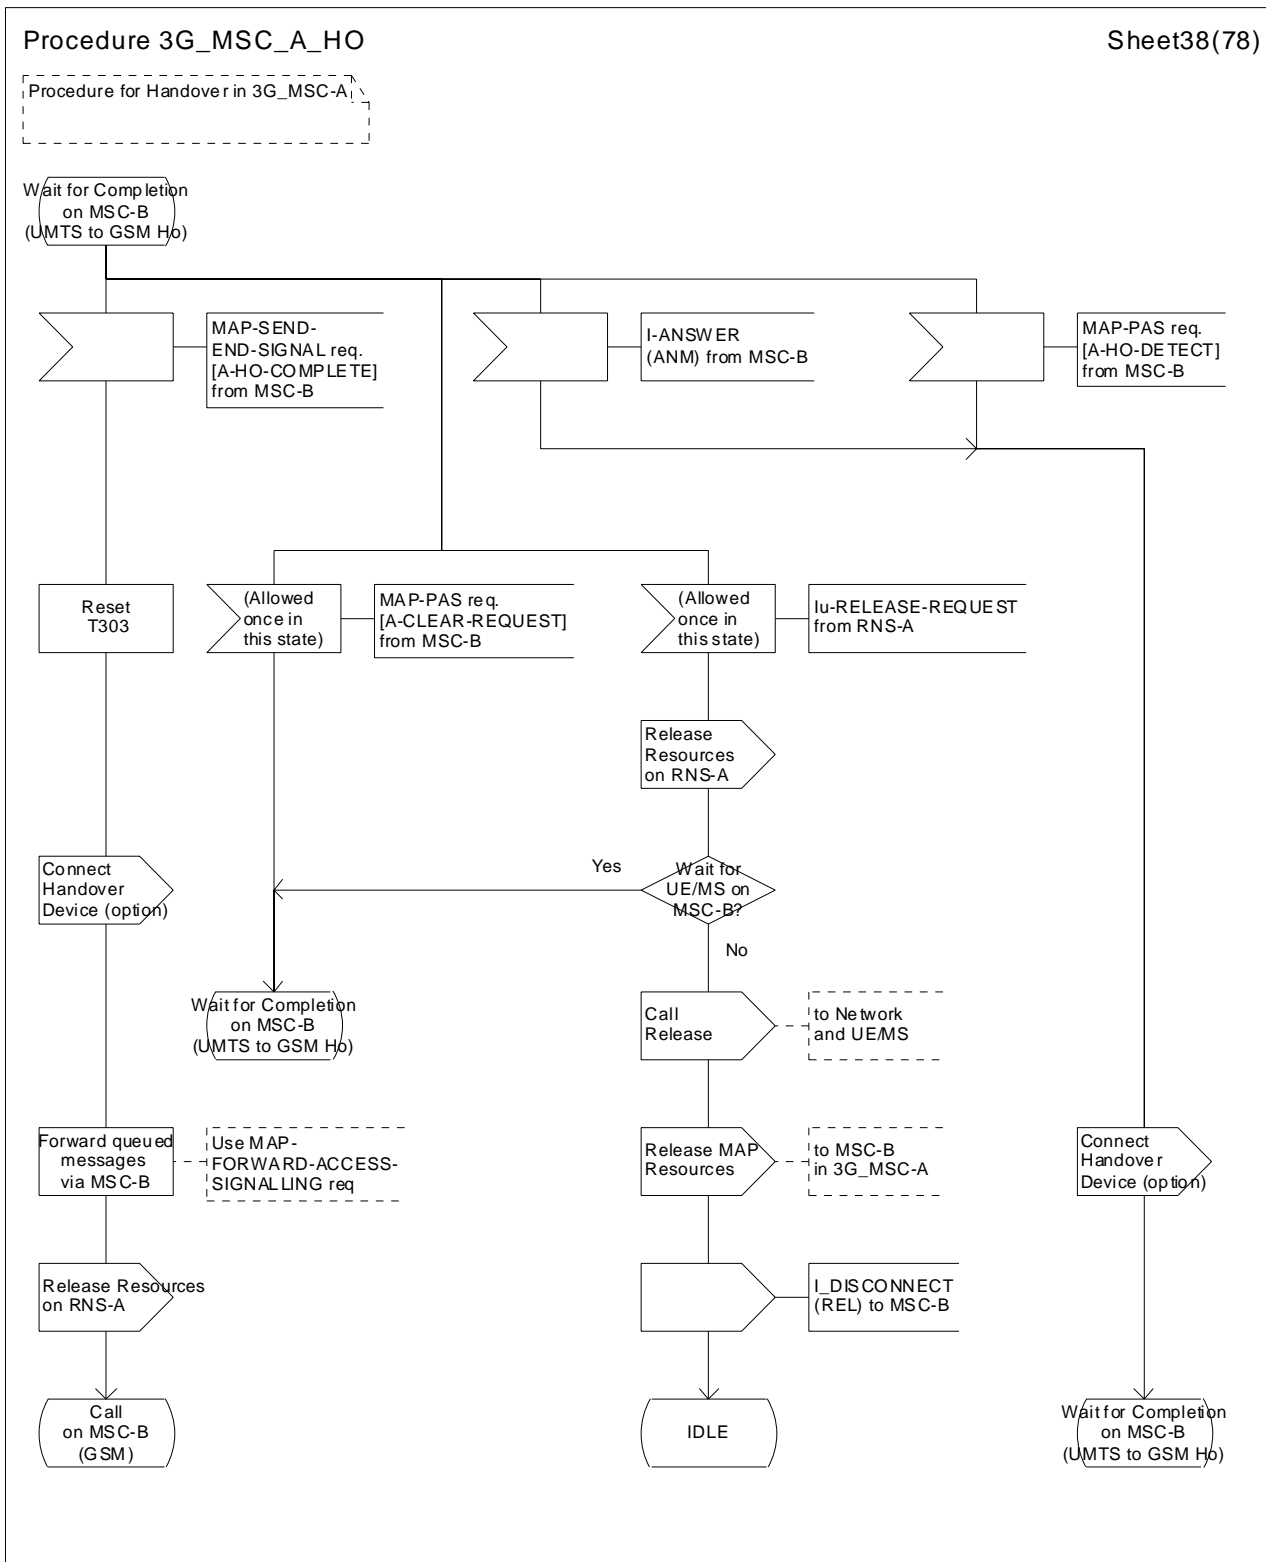 Procedure 3G_MSC_A_HO
Sheet38(78)
Procedure for Handover in 3G_MSC-A
Wait for Completion
on MSC-B
(UMTS to GSM Ho)
MAP-SEND-
END-SIGNAL req.
[A-HO-COMPLETE]
from MSC-B
I-ANSWER
(ANM) from MSC-B
MAP-PAS req.
[A-HO-DETECT]
from MSC-B
Reset
T303
(Allowed
once in
this state)
MAP-PAS req.
[A-CLEAR-REQUEST]
from MSC-B
(Allowed
once in
this state)
Iu-RELEASE-REQUEST
from RNS-A
Release
Resources
on RNS-A
Connect
Handover
Device (option)
Yes
Wait for
UE/MS on
MSC-B?
No
Wait for Completion
on MSC-B
(UMTS to GSM Ho)
Call
Release
to Network
and UE/MS
Forward queued
messages
via MSC-B
Use MAP-
FORWARD-ACCESS-
SIGNALLING req
Release MAP
Resources
to MSC-B
in 3G_MSC-A
Connect
Handover
Device (option)
Release Resources
on RNS-A
I_DISCONNECT
(REL) to MSC-B
Call
on MSC-B
(GSM)
IDLE
Wait for Completion
on MSC-B
(UMTS to GSM Ho)